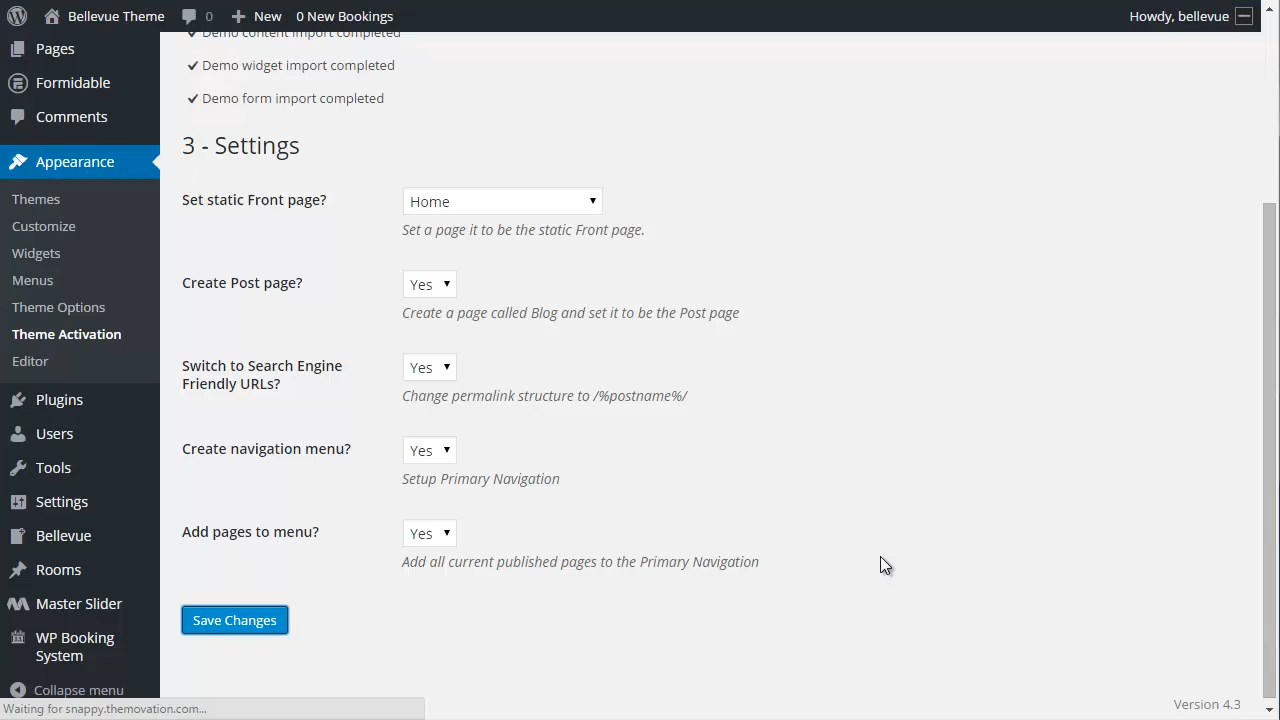 Bellevue Theme
0
New
0 New Bookings
Howdy, bellevue
Pages
Formidable
Comments
Appearance
Themes
Customize
Widgets
Menus
Theme Options
Theme Activation
Editor
Plugins
Users
Tools
Settings
Bellevue
Rooms
Master Slider
WP Booking
System
Collapse menu
Demo content import completed
Demo widget import completed
Demo form import completed
3 - Settings
Set static Front page?
Home
Set a page it to be the static Front page.
Create Post page?
Yes
Create a page called Blog and set it to be the Post page
Switch to Search Engine
Friendly URLs?
Yes
Change permalink structure to /%postname%/
Create navigation menu?
Yes
Setup Primary Navigation
Add pages to menu?
Yes
Add all current published pages to the Primary Navigation
Save Changes
Waiting for snappy.themovation.com...
Version 4.3